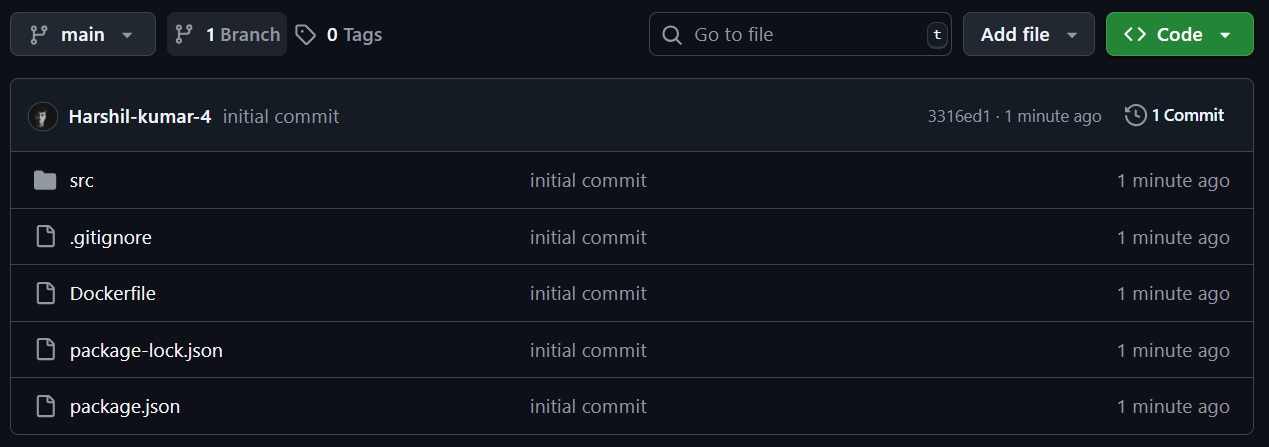 main 1 Branch 0 Tags Go to file t Add file Code
Harshil-kumar-4 initial commit 3316ed1 · 1 minute ago 1 Commit
src initial commit 1 minute ago
.gitignore initial commit 1 minute ago
Dockerfile initial commit 1 minute ago
package-lock.json initial commit 1 minute ago
package.json initial commit 1 minute ago